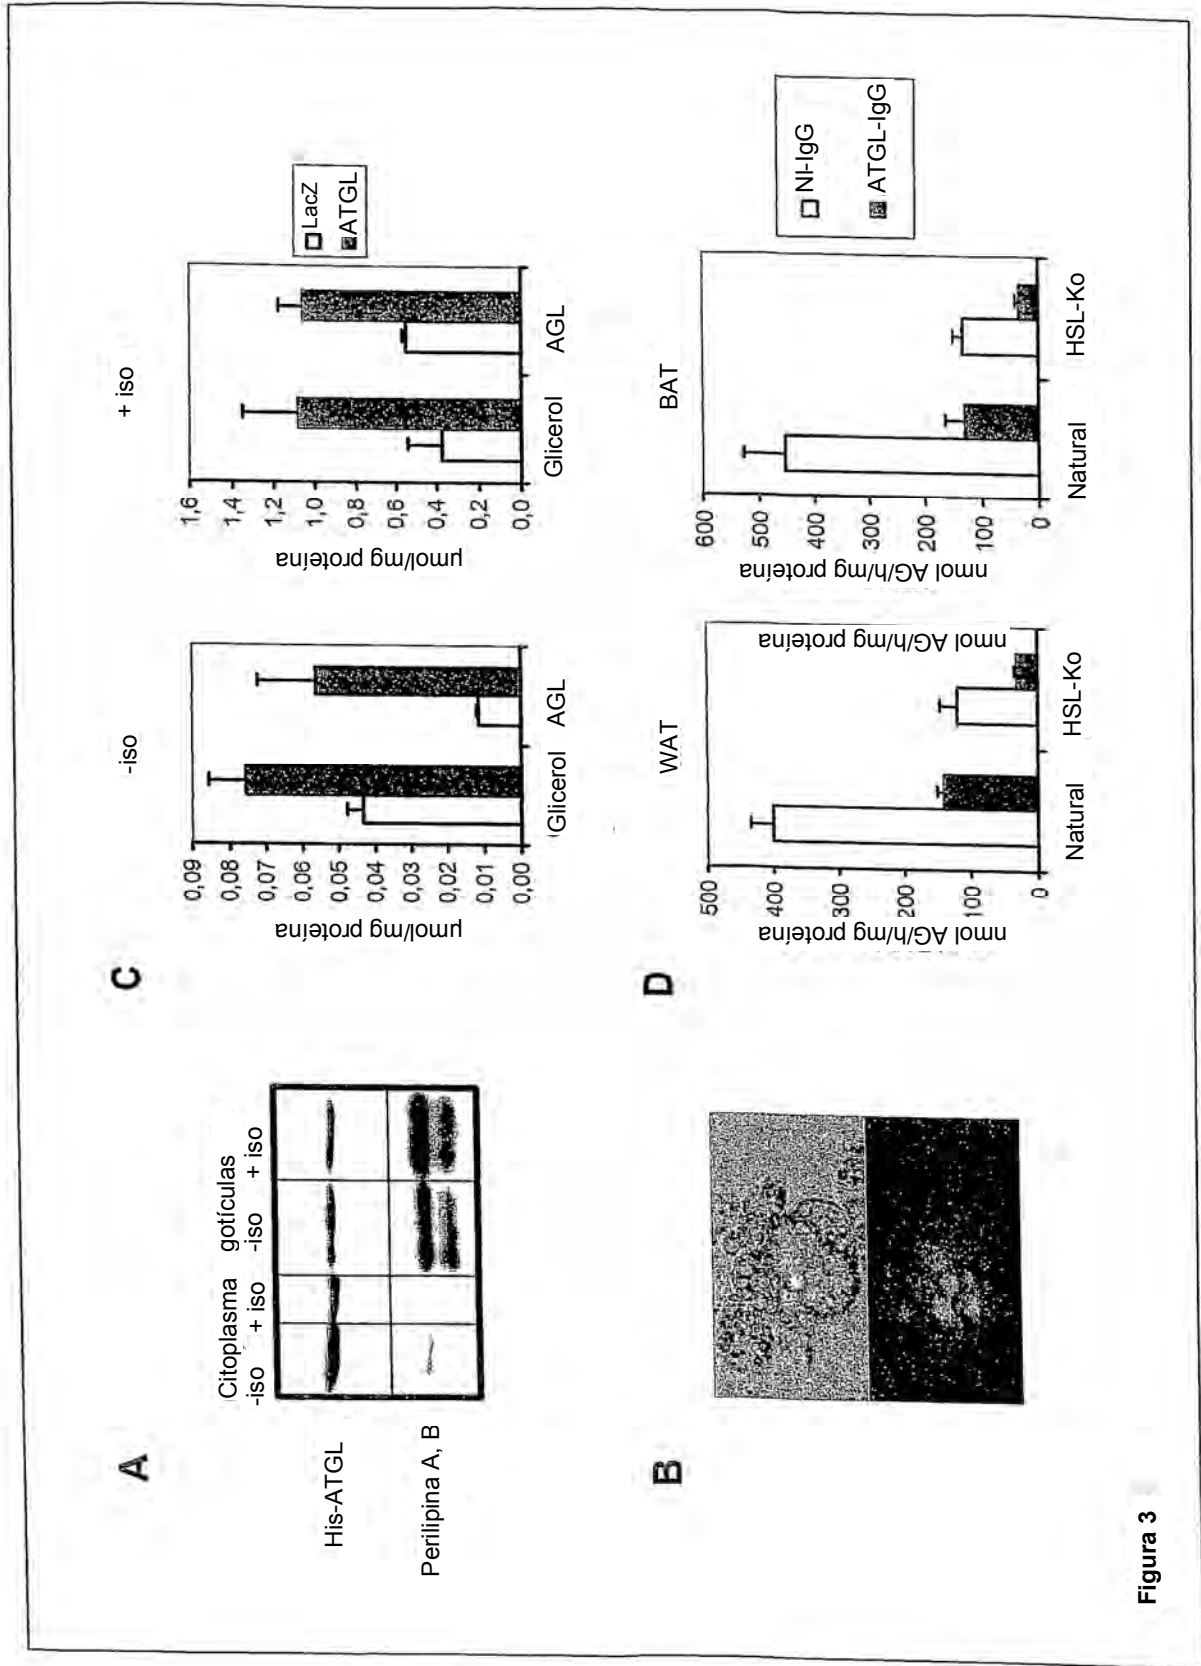 A
Citoplasma gotículas
-iso + iso -iso + iso
His-ATGL
Perilipina A, B
B
C
-iso
µmol/mg proteína
0,09
0,08
0,07
0,06
0,05
0,04
0,03
0,02
0,01
0,00
Glicerol AGL
+ iso
µmol/mg proteína
1,6
1,4
1,2
1,0
0,8
0,6
0,4
0,2
0,0
Glicerol AGL
LacZ
ATGL
D
WAT
nmol AG/h/mg proteína
500
400
300
200
100
0
Natural HSL-Ko
nmol AG/h/mg proteína
BAT
nmol AG/h/mg proteína
600
500
400
300
200
100
0
Natural HSL-Ko
NI-IgG
ATGL-IgG
Figura 3